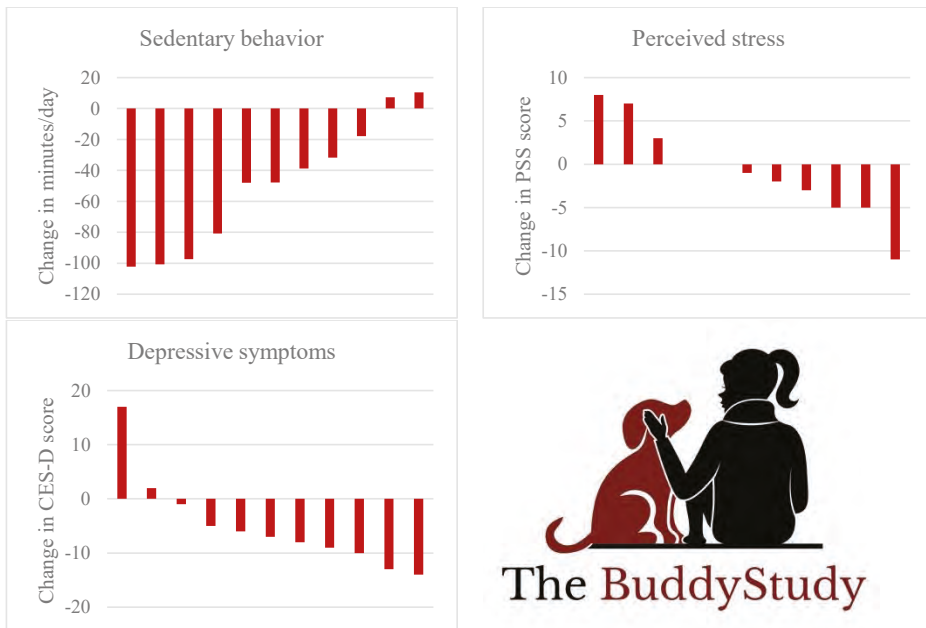 Sedentary behavior
Change in minutes/day
20
0
-20
-40
-60
-80
-100
-120
Perceived stress
Change in PSS score
10
5
0
-5
-10
-15
Depressive symptoms
Change in CES-D score
20
10
0
-10
-20
The BuddyStudy